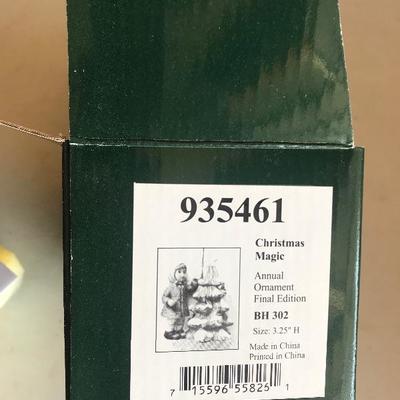 935461
Christmas
Magic
Annual
Ornament
Final Edition
BH 302
Size: 3.25" H
Made in China
Printed in China
7 15596 55826 1